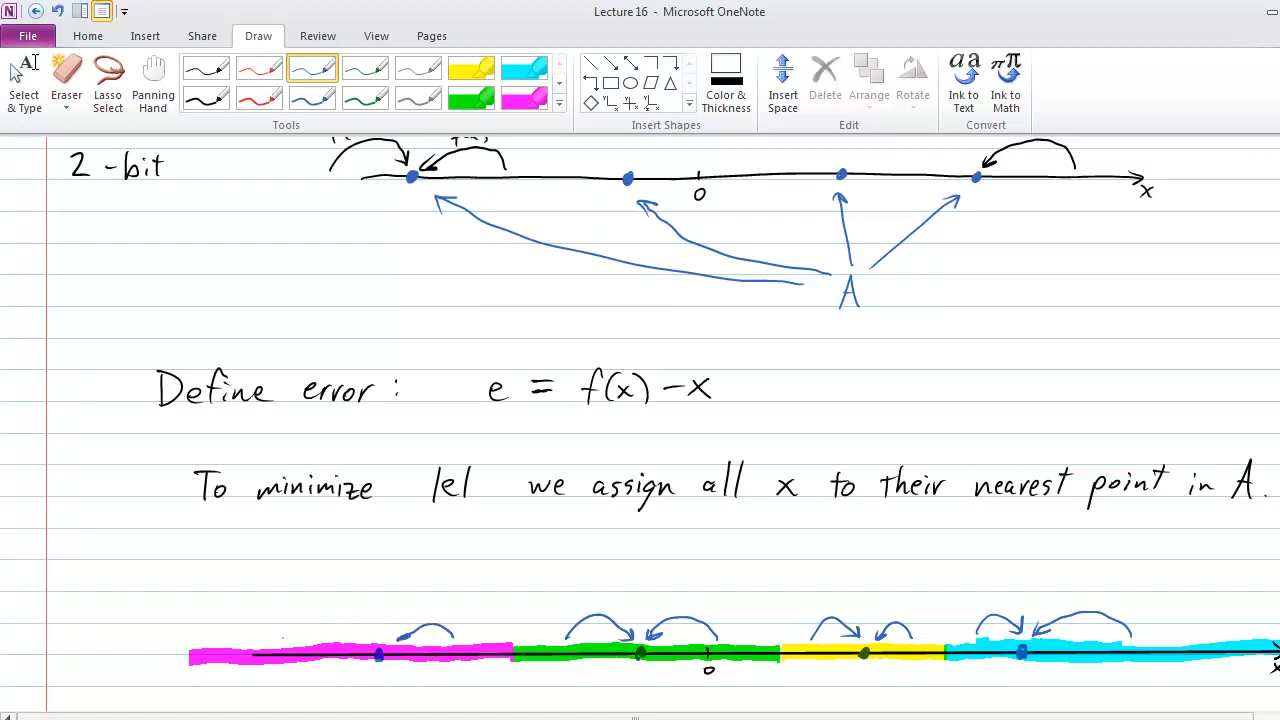 Lecture 16 - Microsoft OneNote
File Home Insert Share Draw Review View Pages
Select & Type Eraser Lasso Select Panning Hand Color & Thickness Insert Space Delete Arrange Rotate Ink to Text Ink to Math
Tools Insert Shapes Edit Convert
2-bit
0 x
A
Define error: e = f(x) - x
To minimize |e| we assign all x to their nearest point in A.
0 x